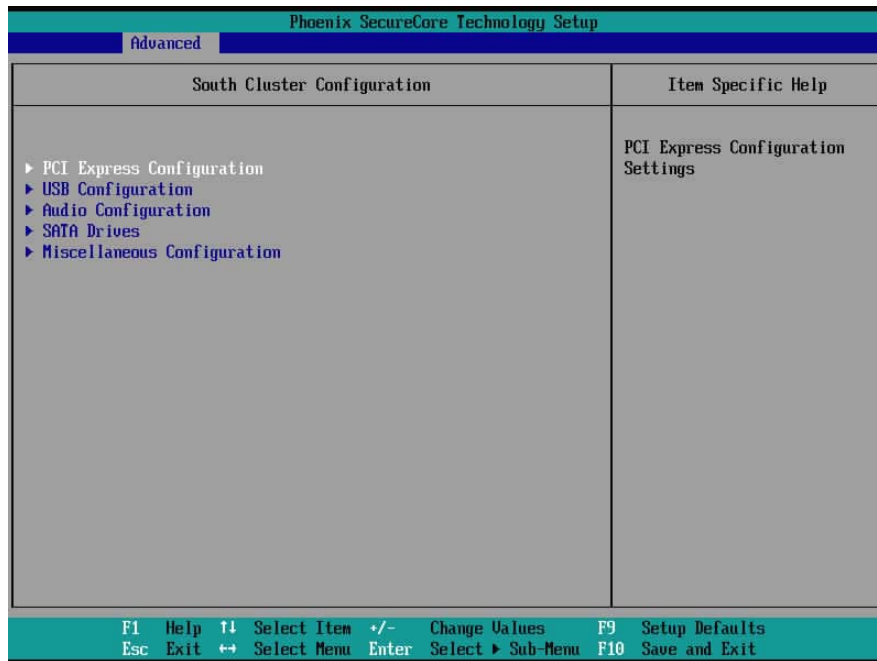 Phoenix SecureCore Technology Setup
Advanced
South Cluster Configuration
Item Specific Help
▶ PCI Express Configuration
▶ USB Configuration
▶ Audio Configuration
▶ SATA Drives
▶ Miscellaneous Configuration
PCI Express Configuration
Settings
F1 Help ↑↓ Select Item +/- Change Values F9 Setup Defaults
Esc Exit ↔ Select Menu Enter Select ▶ Sub-Menu F10 Save and Exit